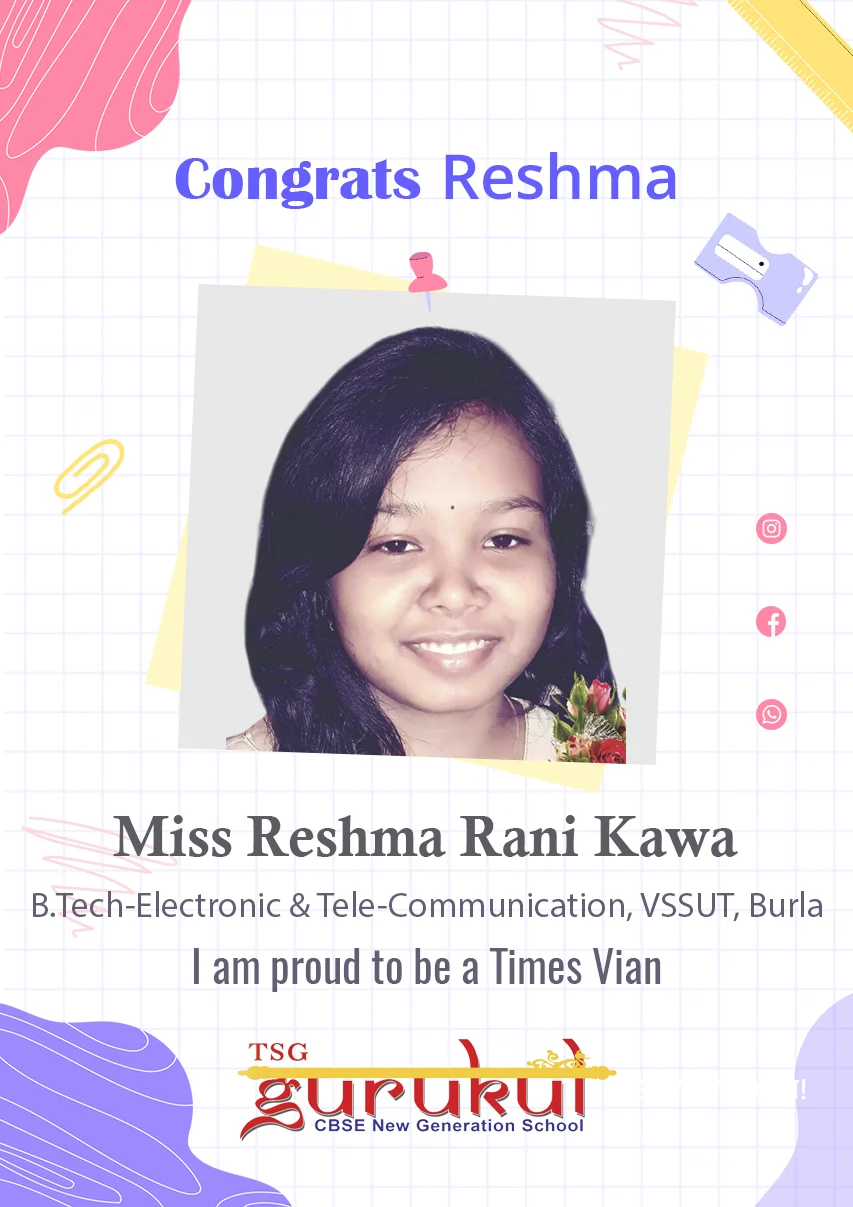 Congrats Reshma
Miss Reshma Rani Kawa
B.Tech-Electronic & Tele-Communication, VSSUT, Burla
I am proud to be a Times Vian
TSG
gurukul
CBSE New Generation School